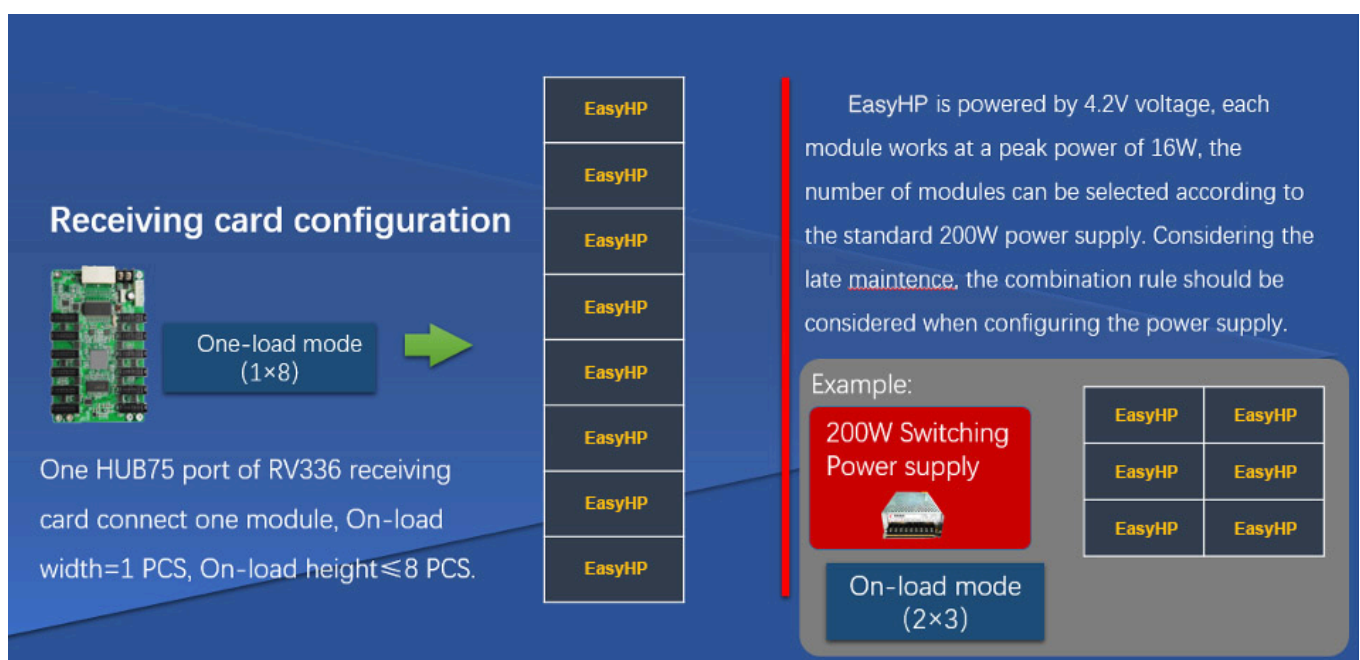 Receiving card configuration
One-load mode
(1×8)
One HUB75 port of RV336 receiving
card connect one module, On-load
width=1 PCS, On-load height≤8 PCS.
EasyHP
EasyHP
EasyHP
EasyHP
EasyHP
EasyHP
EasyHP
EasyHP
EasyHP is powered by 4.2V voltage, each
module works at a peak power of 16W, the
number of modules can be selected according to
the standard 200W power supply. Considering the
late maintence, the combination rule should be
considered when configuring the power supply.
Example:
200W Switching
Power supply
On-load mode
(2×3)
EasyHP EasyHP
EasyHP EasyHP
EasyHP EasyHP